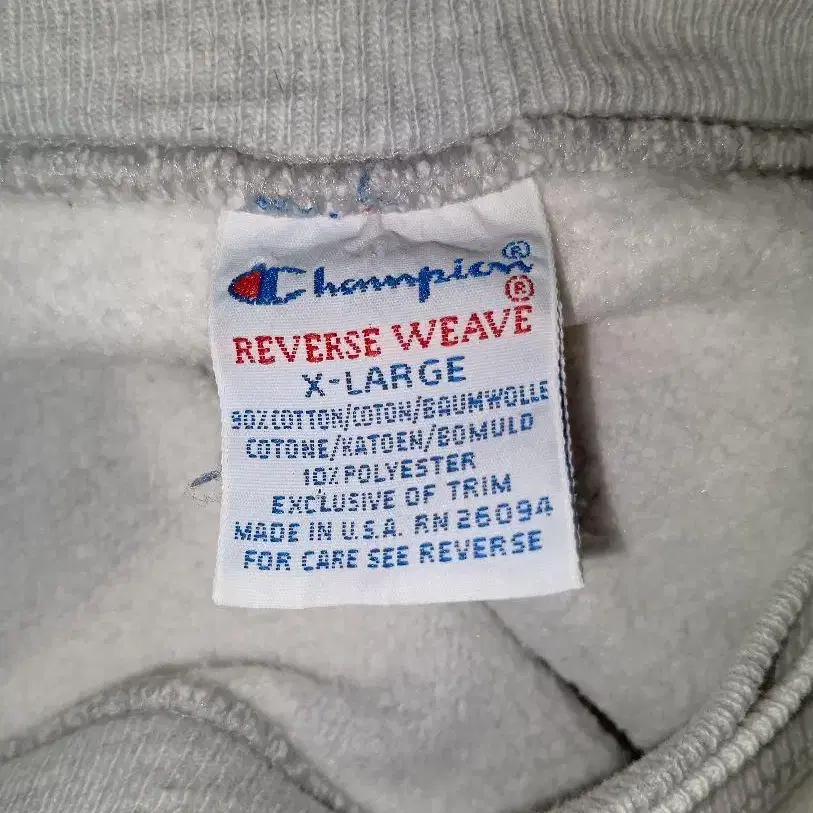 Champion®
®
REVERSE WEAVE
X-LARGE
90% COTTON/COTON/BAUMWOLLE
COTONE/KATOEN/BOMULD
10% POLYESTER
EXCLUSIVE OF TRIM
MADE IN U.S.A. RN 26094
FOR CARE SEE REVERSE